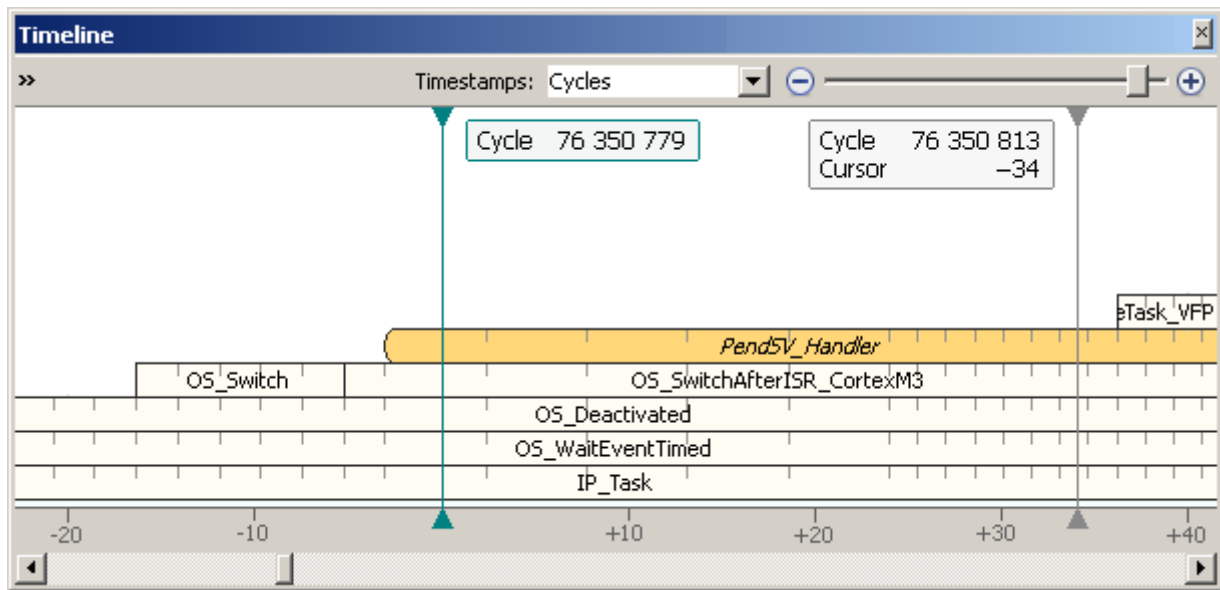 Timeline
» Timestamps: Cycles
Cycle 76 350 779
Cycle 76 350 813
Cursor −34
eTask_VFP
PendSV_Handler
OS_Switch OS_SwitchAfterISR_CortexM3
OS_Deactivated
OS_WaitEventTimed
IP_Task
-20 -10 +10 +20 +30 +40